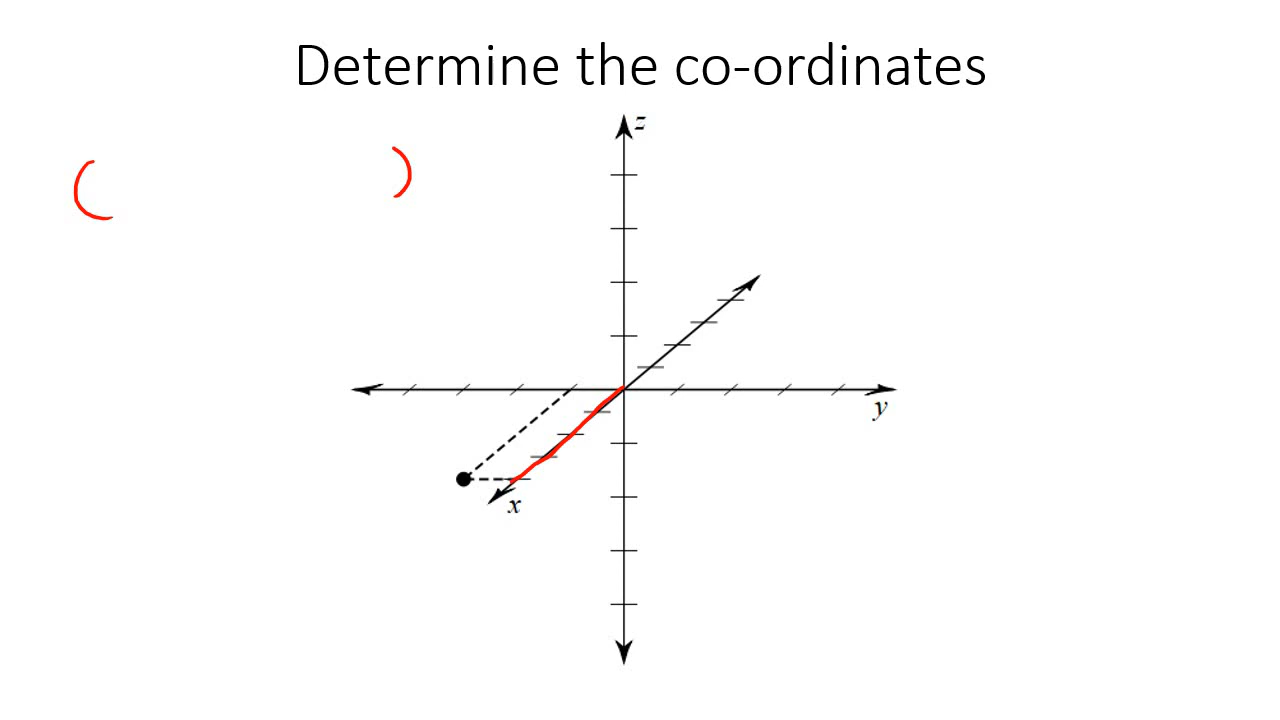 Determine the co-ordinates
z
( )
y
x